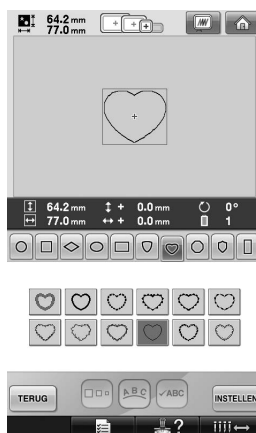 64.2 mm
77.0 mm
64.2 mm + 0.0 mm 0°
77.0 mm + 0.0 mm 1
TERUG ABC ✓ABC INSTELLEN
?